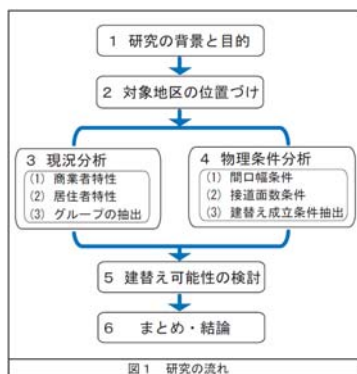 1 研究の背景と目的
2 対象地区の位置づけ
3 現況分析
(1) 商業者特性
(2) 居住者特性
(3) グループの抽出
4 物理条件分析
(1) 間口幅条件
(2) 接道面数条件
(3) 建替え成立条件抽出
5 建替え可能性の検討
6 まとめ・結論
図1 研究の流れ